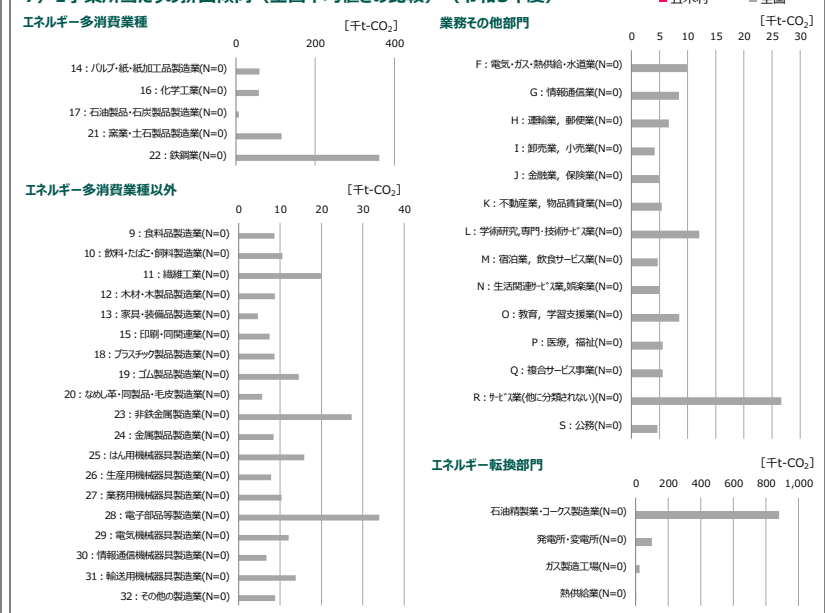 エネルギー多消費業種
[千t-CO₂]
0 200 400
14：パルプ・紙・紙加工品製造業(N=0)
16：化学工業(N=0)
17：石油製品・石炭製品製造業(N=0)
21：窯業・土石製品製造業(N=0)
22：鉄鋼業(N=0)
エネルギー多消費業種以外
[千t-CO₂]
0 10 20 30 40
9：食料品製造業(N=0)
10：飲料・たばこ・飼料製造業(N=0)
11：繊維工業(N=0)
12：木材・木製品製造業(N=0)
13：家具・装備品製造業(N=0)
15：印刷・同関連業(N=0)
18：プラスチック製品製造業(N=0)
19：ゴム製品製造業(N=0)
20：なめし革・同製品・毛皮製造業(N=0)
23：非鉄金属製造業(N=0)
24：金属製品製造業(N=0)
25：はん用機械器具製造業(N=0)
26：生産用機械器具製造業(N=0)
27：業務用機械器具製造業(N=0)
28：電子部品等製造業(N=0)
29：電気機械器具製造業(N=0)
30：情報通信機械器具製造業(N=0)
31：輸送用機械器具製造業(N=0)
32：その他の製造業(N=0)
業務その他部門
[千t-CO₂]
0 5 10 15 20 25 30
F：電気・ガス・熱供給・水道業(N=0)
G：情報通信業(N=0)
H：運輸業，郵便業(N=0)
I：卸売業，小売業(N=0)
J：金融業，保険業(N=0)
K：不動産業，物品賃貸業(N=0)
L：学術研究,専門・技術ｻｰﾋﾞｽ業(N=0)
M：宿泊業，飲食サービス業(N=0)
N：生活関連ｻｰﾋﾞｽ業,娯楽業(N=0)
O：教育，学習支援業(N=0)
P：医療，福祉(N=0)
Q：複合サービス事業(N=0)
R：ｻｰﾋﾞｽ業(他に分類されない)(N=0)
S：公務(N=0)
エネルギー転換部門
[千t-CO₂]
0 200 400 600 800 1,000
石油精製業・コークス製造業(N=0)
発電所・変電所(N=0)
ガス製造工場(N=0)
熱供給業(N=0)